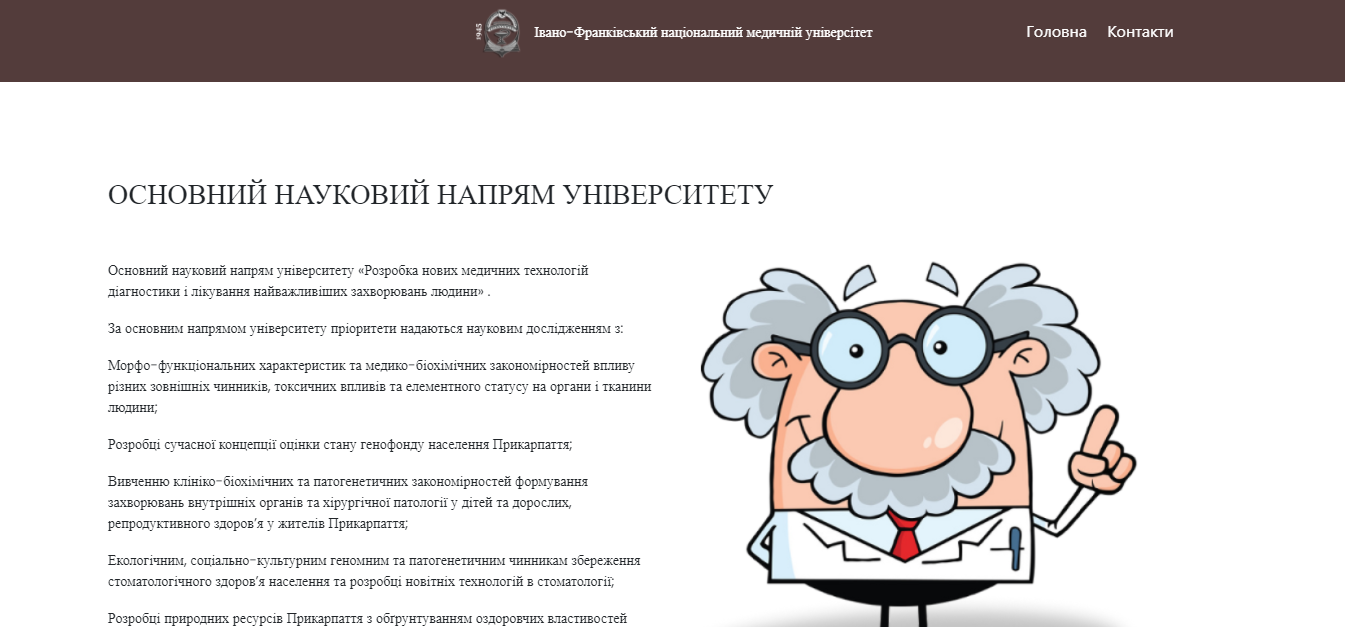 1945
Івано-Франківський національний медичній універсітет
Головна
Контакти
ОСНОВНИЙ НАУКОВИЙ НАПРЯМ УНІВЕРСИТЕТУ
Основний науковий напрям університету «Розробка нових медичних технологій
діагностики і лікування найважливіших захворювань людини» .
За основним напрямом університету пріоритети надаються науковим дослідженням з:
Морфо-функціональних характеристик та медико-біохімічних закономірностей впливу
різних зовнішніх чинників, токсичних впливів та елементного статусу на органи і тканини
людини;
Розробці сучасної концепції оцінки стану генофонду населення Прикарпаття;
Вивченню клініко-біохімічних та патогенетичних закономірностей формування
захворювань внутрішніх органів та хірургічної патології у дітей та дорослих,
репродуктивного здоров’я у жителів Прикарпаття;
Екологічним, соціально-культурним геномним та патогенетичним чинникам збереження
стоматологічного здоров’я населення та розробці новітніх технологій в стоматології;
Розробці природних ресурсів Прикарпаття з обґрунтуванням оздоровчих властивостей